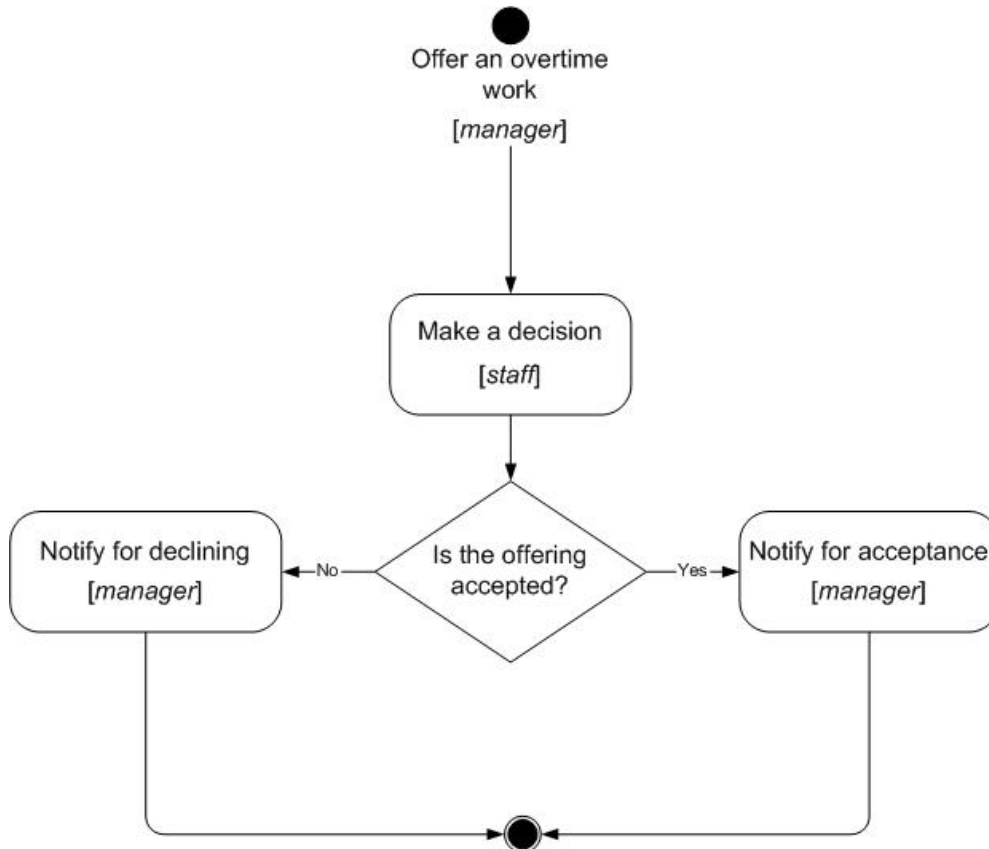 Offer an overtime
work
[manager]
Make a decision
[staff]
Is the offering
accepted?
No
Yes
Notify for declining
[manager]
Notify for acceptance
[manager]